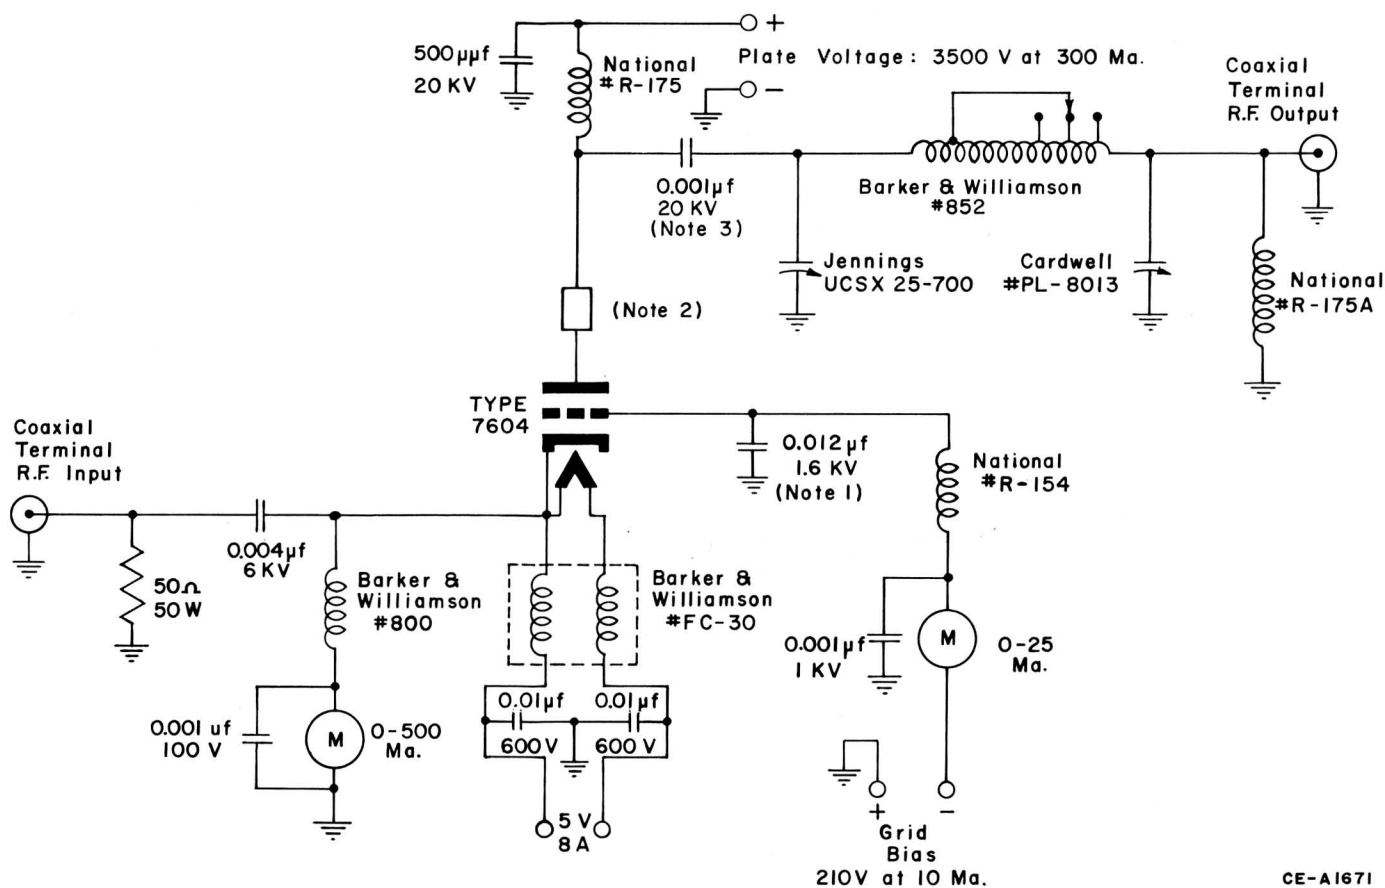 500 μμf
20 KV
National
#R-175
+
Plate Voltage: 3500 V at 300 Ma.
−
Coaxial
Terminal
R.F. Output
0.001μf
20 KV
(Note 3)
Barker & Williamson
#852
Jennings
UCSX 25-700
Cardwell
#PL-8013
National
#R-175A
(Note 2)
TYPE
7604
Coaxial
Terminal
R.F. Input
0.012μf
1.6 KV
(Note 1)
National
#R-154
0.004μf
6 KV
50Ω
50 W
Barker &
Williamson
#800
Barker &
Williamson
#FC-30
0.001μf
1 KV
M
0-25
Ma.
0.001 uf
100 V
M
0-500
Ma.
0.01μf
0.01μf
600 V
600 V
5 V
8 A
+
−
Grid
Bias
210V at 10 Ma.
CE-A1671